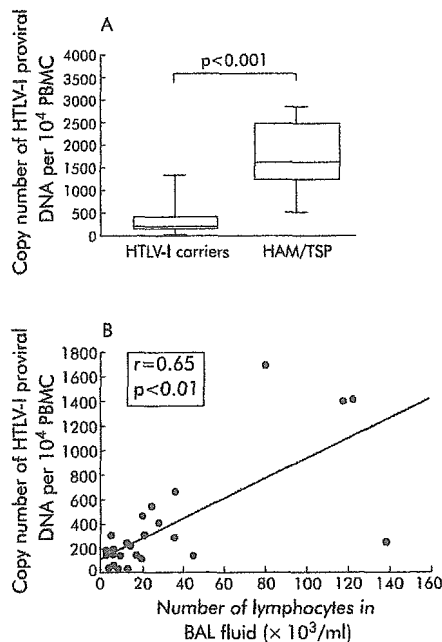 A
Copy number of HTLV-I proviral
DNA per 10⁴ PBMC
4000
3500
3000
2500
2000
1500
1000
500
0
p<0.001
HTLV-I carriers
HAM/TSP
B
Copy number of HTLV-I proviral
DNA per 10⁴ PBMC
1800
1600
1400
1200
1000
800
600
400
200
0
r=0.65
p<0.01
0 20 40 60 80 100 120 140 160
Number of lymphocytes in
BAL fluid (× 10³/ml)